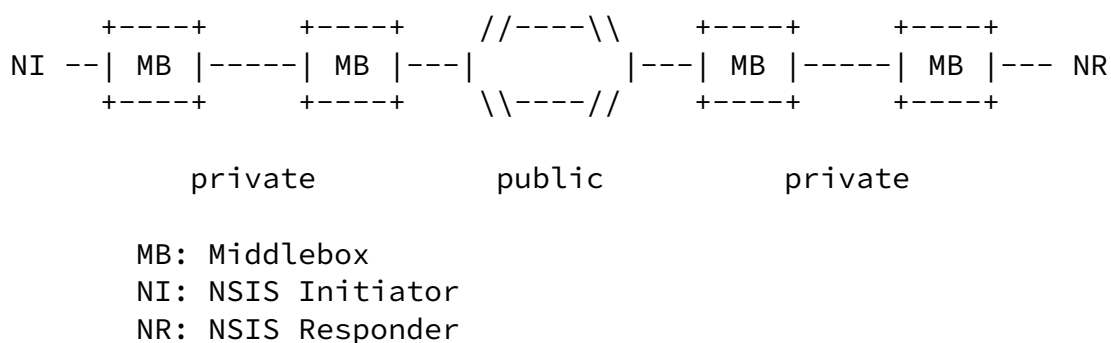 +----+ +----+ //----\\ +----+ +----+
NI --| MB |-----| MB |---| |---| MB |-----| MB |--- NR
+----+ +----+ \\----// +----+ +----+
private public private
MB: Middlebox
NI: NSIS Initiator
NR: NSIS Responder